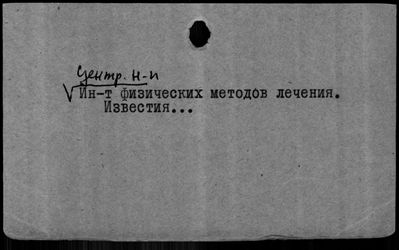 Центр. н-и
Ин-т физических методов лечения.
Известия...